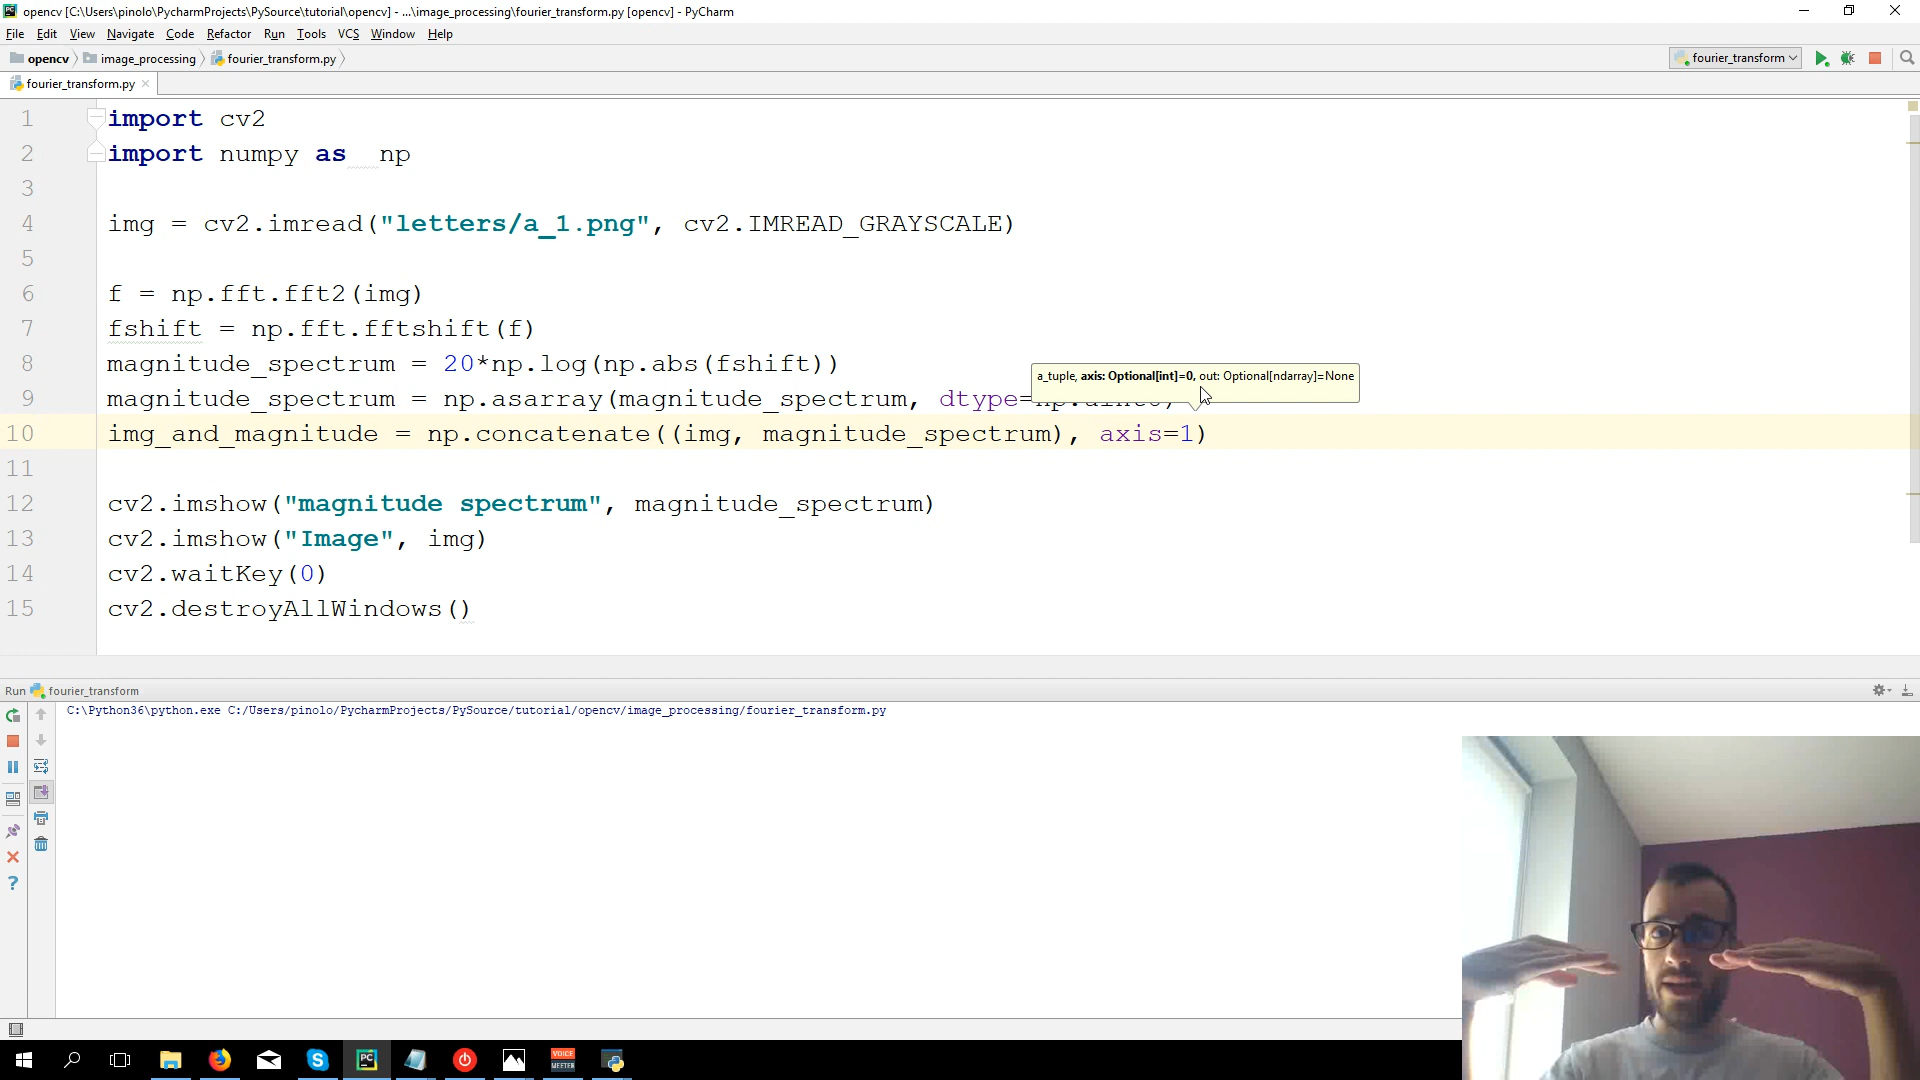 opencv [C:\Users\pinolo\PycharmProjects\PySource\tutorial\opencv] - ...\image_processing\fourier_transform.py [opencv] - PyCharm
File Edit View Navigate Code Refactor Run Tools VCS Window Help
opencv image_processing fourier_transform.py fourier_transform
fourier_transform.py
1 import cv2
2 import numpy as np
3
4 img = cv2.imread("letters/a_1.png", cv2.IMREAD_GRAYSCALE)
5
6 f = np.fft.fft2(img)
7 fshift = np.fft.fftshift(f)
8 magnitude_spectrum = 20*np.log(np.abs(fshift))
a_tuple, axis: Optional[int]=0, out: Optional[ndarray]=None
9 magnitude_spectrum = np.asarray(magnitude_spectrum, dtype=
10 img_and_magnitude = np.concatenate((img, magnitude_spectrum), axis=1)
11
12 cv2.imshow("magnitude spectrum", magnitude_spectrum)
13 cv2.imshow("Image", img)
14 cv2.waitKey(0)
15 cv2.destroyAllWindows()
Run fourier_transform
C:\Python36\python.exe C:/Users/pinolo/PycharmProjects/PySource/tutorial/opencv/image_processing/fourier_transform.py
VOICE
MEETER